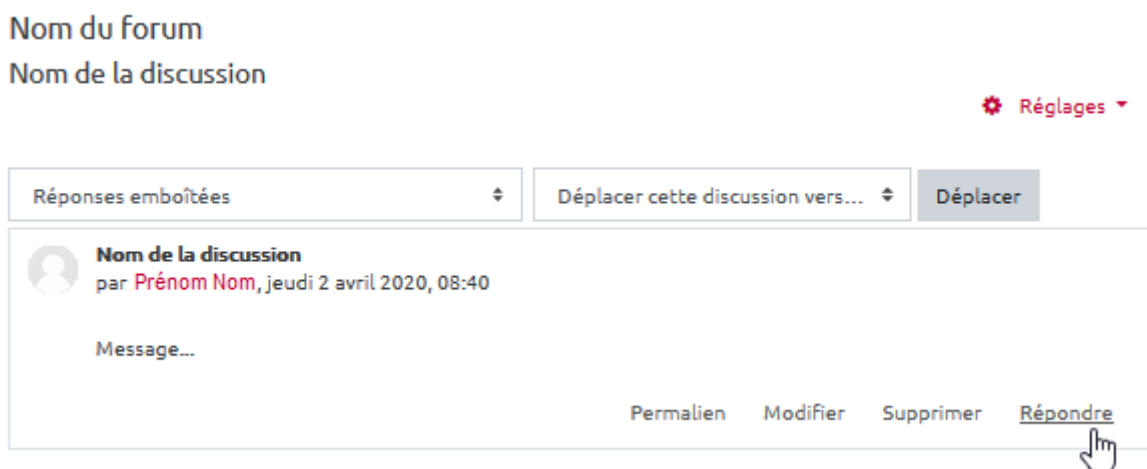 Nom du forum
Nom de la discussion
Réglages
Réponses emboîtées
Déplacer cette discussion vers...
Déplacer
Nom de la discussion
par Prénom Nom, jeudi 2 avril 2020, 08:40
Message...
Permalien Modifier Supprimer Répondre